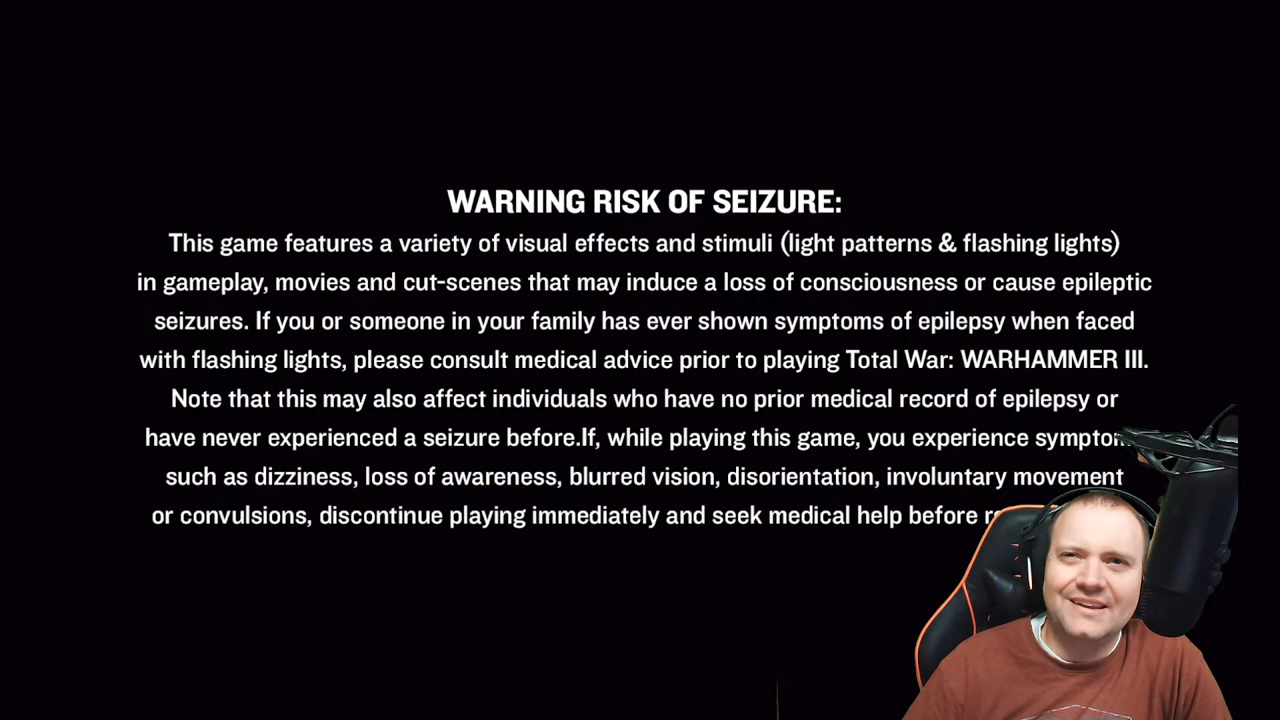 WARNING RISK OF SEIZURE:
This game features a variety of visual effects and stimuli (light patterns & flashing lights)
in gameplay, movies and cut-scenes that may induce a loss of consciousness or cause epileptic
seizures. If you or someone in your family has ever shown symptoms of epilepsy when faced
with flashing lights, please consult medical advice prior to playing Total War: WARHAMMER III.
Note that this may also affect individuals who have no prior medical record of epilepsy or
have never experienced a seizure before.If, while playing this game, you experience
such as dizziness, loss of awareness, blurred vision, disorientation, involuntary movement
or convulsions, discontinue playing immediately and seek medical help before